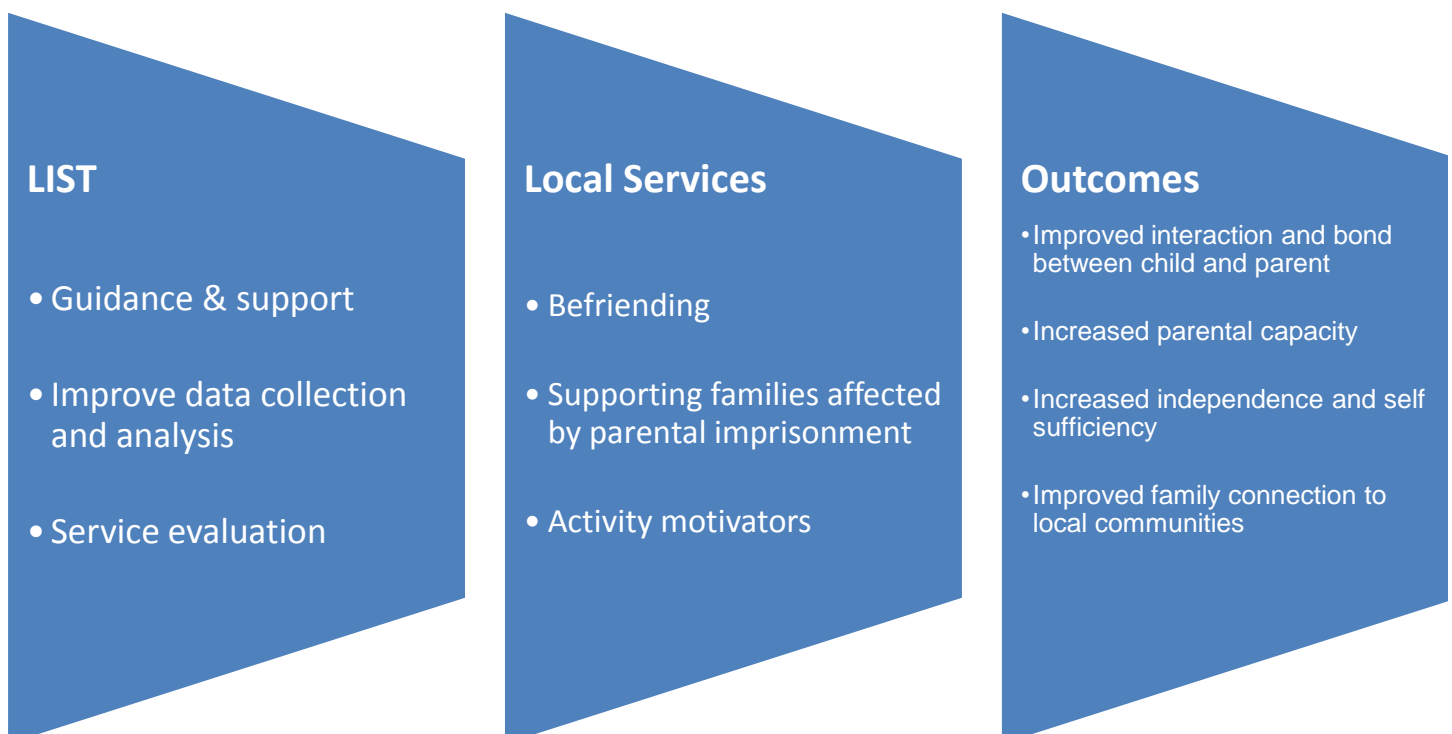 LIST
• Guidance & support
• Improve data collection
and analysis
• Service evaluation
Local Services
• Befriending
• Supporting families affected
by parental imprisonment
• Activity motivators
Outcomes
•Improved interaction and bond
between child and parent
•Increased parental capacity
•Increased independence and self
sufficiency
•Improved family connection to
local communities